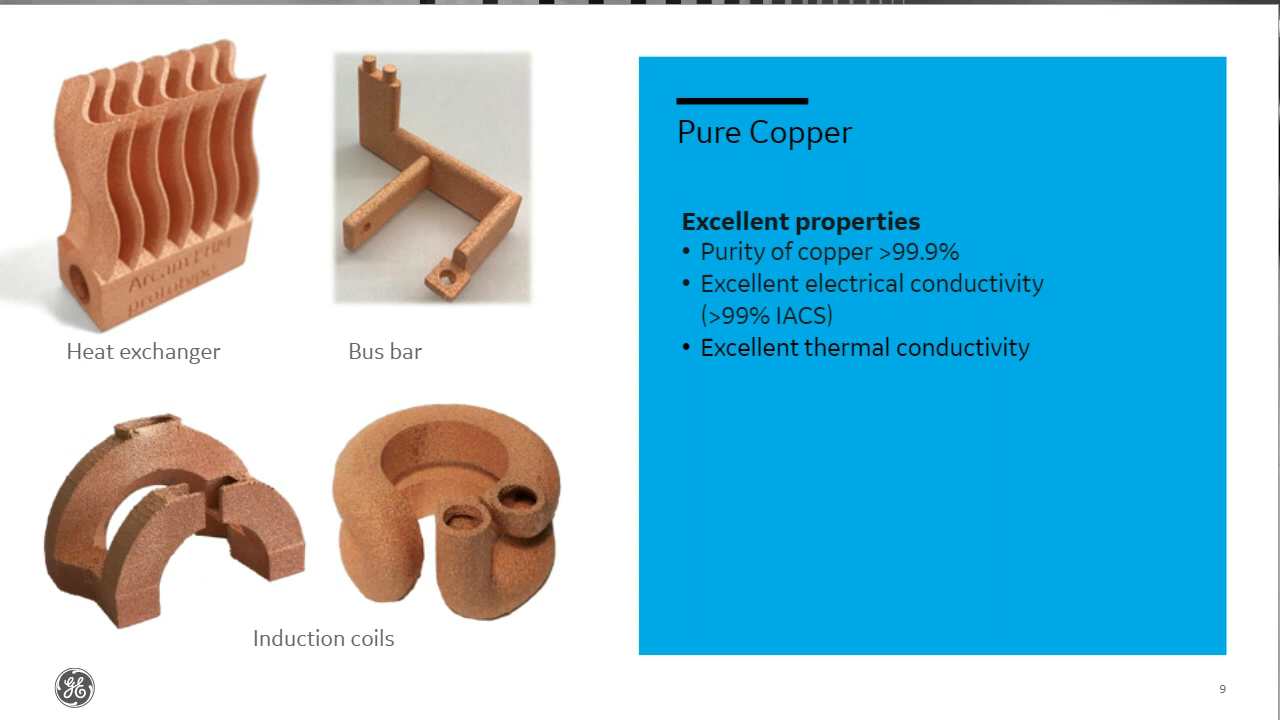 Arcam EBM
prototype
Heat exchanger
Bus bar
Induction coils
Pure Copper
Excellent properties
• Purity of copper >99.9%
• Excellent electrical conductivity
(>99% IACS)
• Excellent thermal conductivity
GE
9